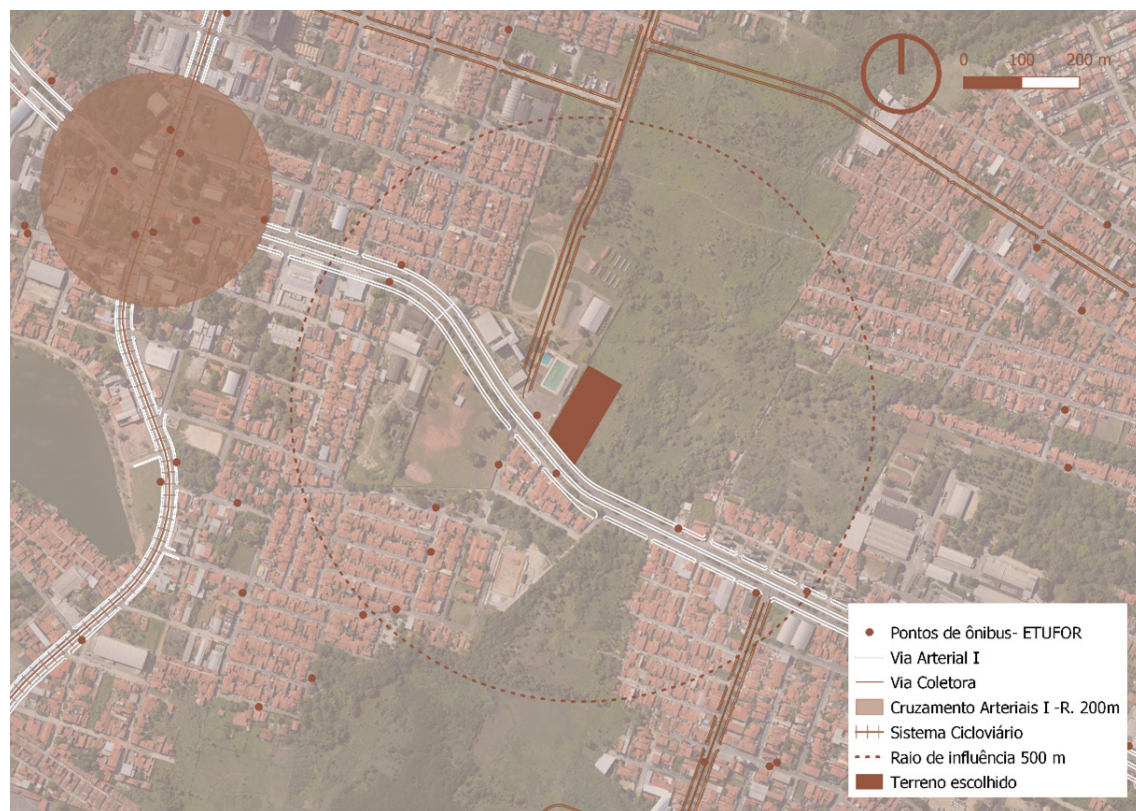 0 100 200 m
Pontos de ônibus- ETUFOR
Via Arterial I
Via Coletora
Cruzamento Arteriais I -R. 200m
Sistema Cicloviário
Raio de influência 500 m
Terreno escolhido